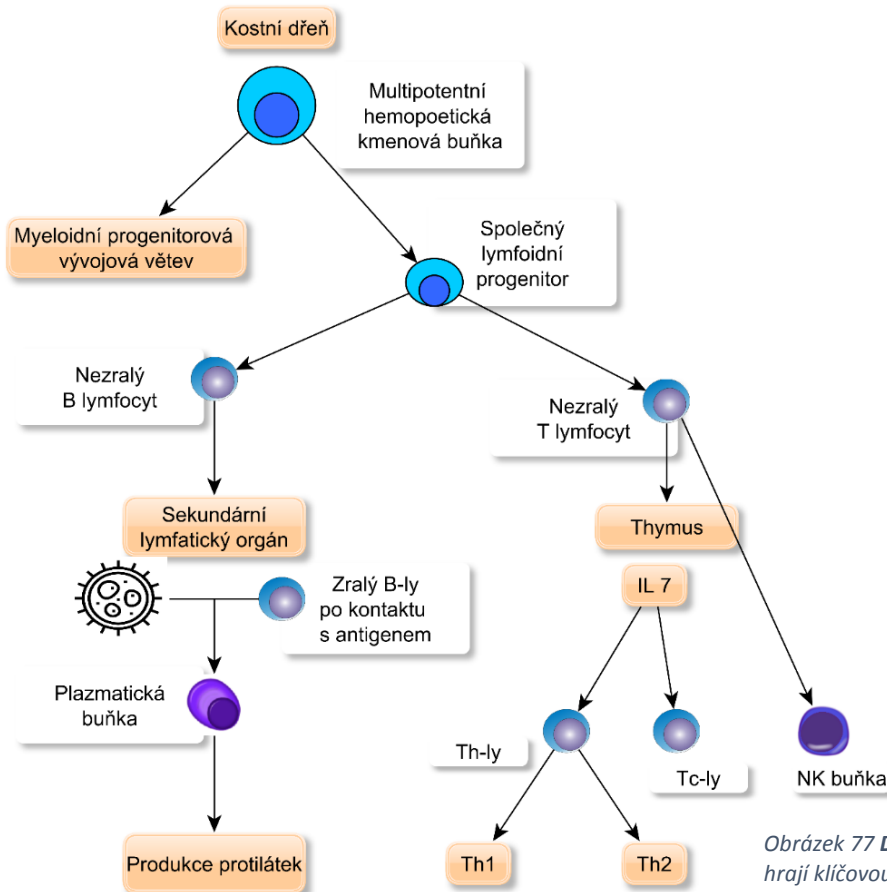 Kostní dřeň
Multipotentní
hemopoetická
kmenová buňka
Myeloidní progenitorová
vývojová větev
Společný
lymfoidní
progenitor
Nezralý
B lymfocyt
Nezralý
T lymfocyt
Sekundární
lymfatický orgán
Thymus
Zralý B-ly
po kontaktu
s antigenem
IL 7
Plazmatická
buňka
Th-ly
Tc-ly
NK buňka
Produkce protilátek
Th1
Th2
Obrázek 77
hrají klíčovou